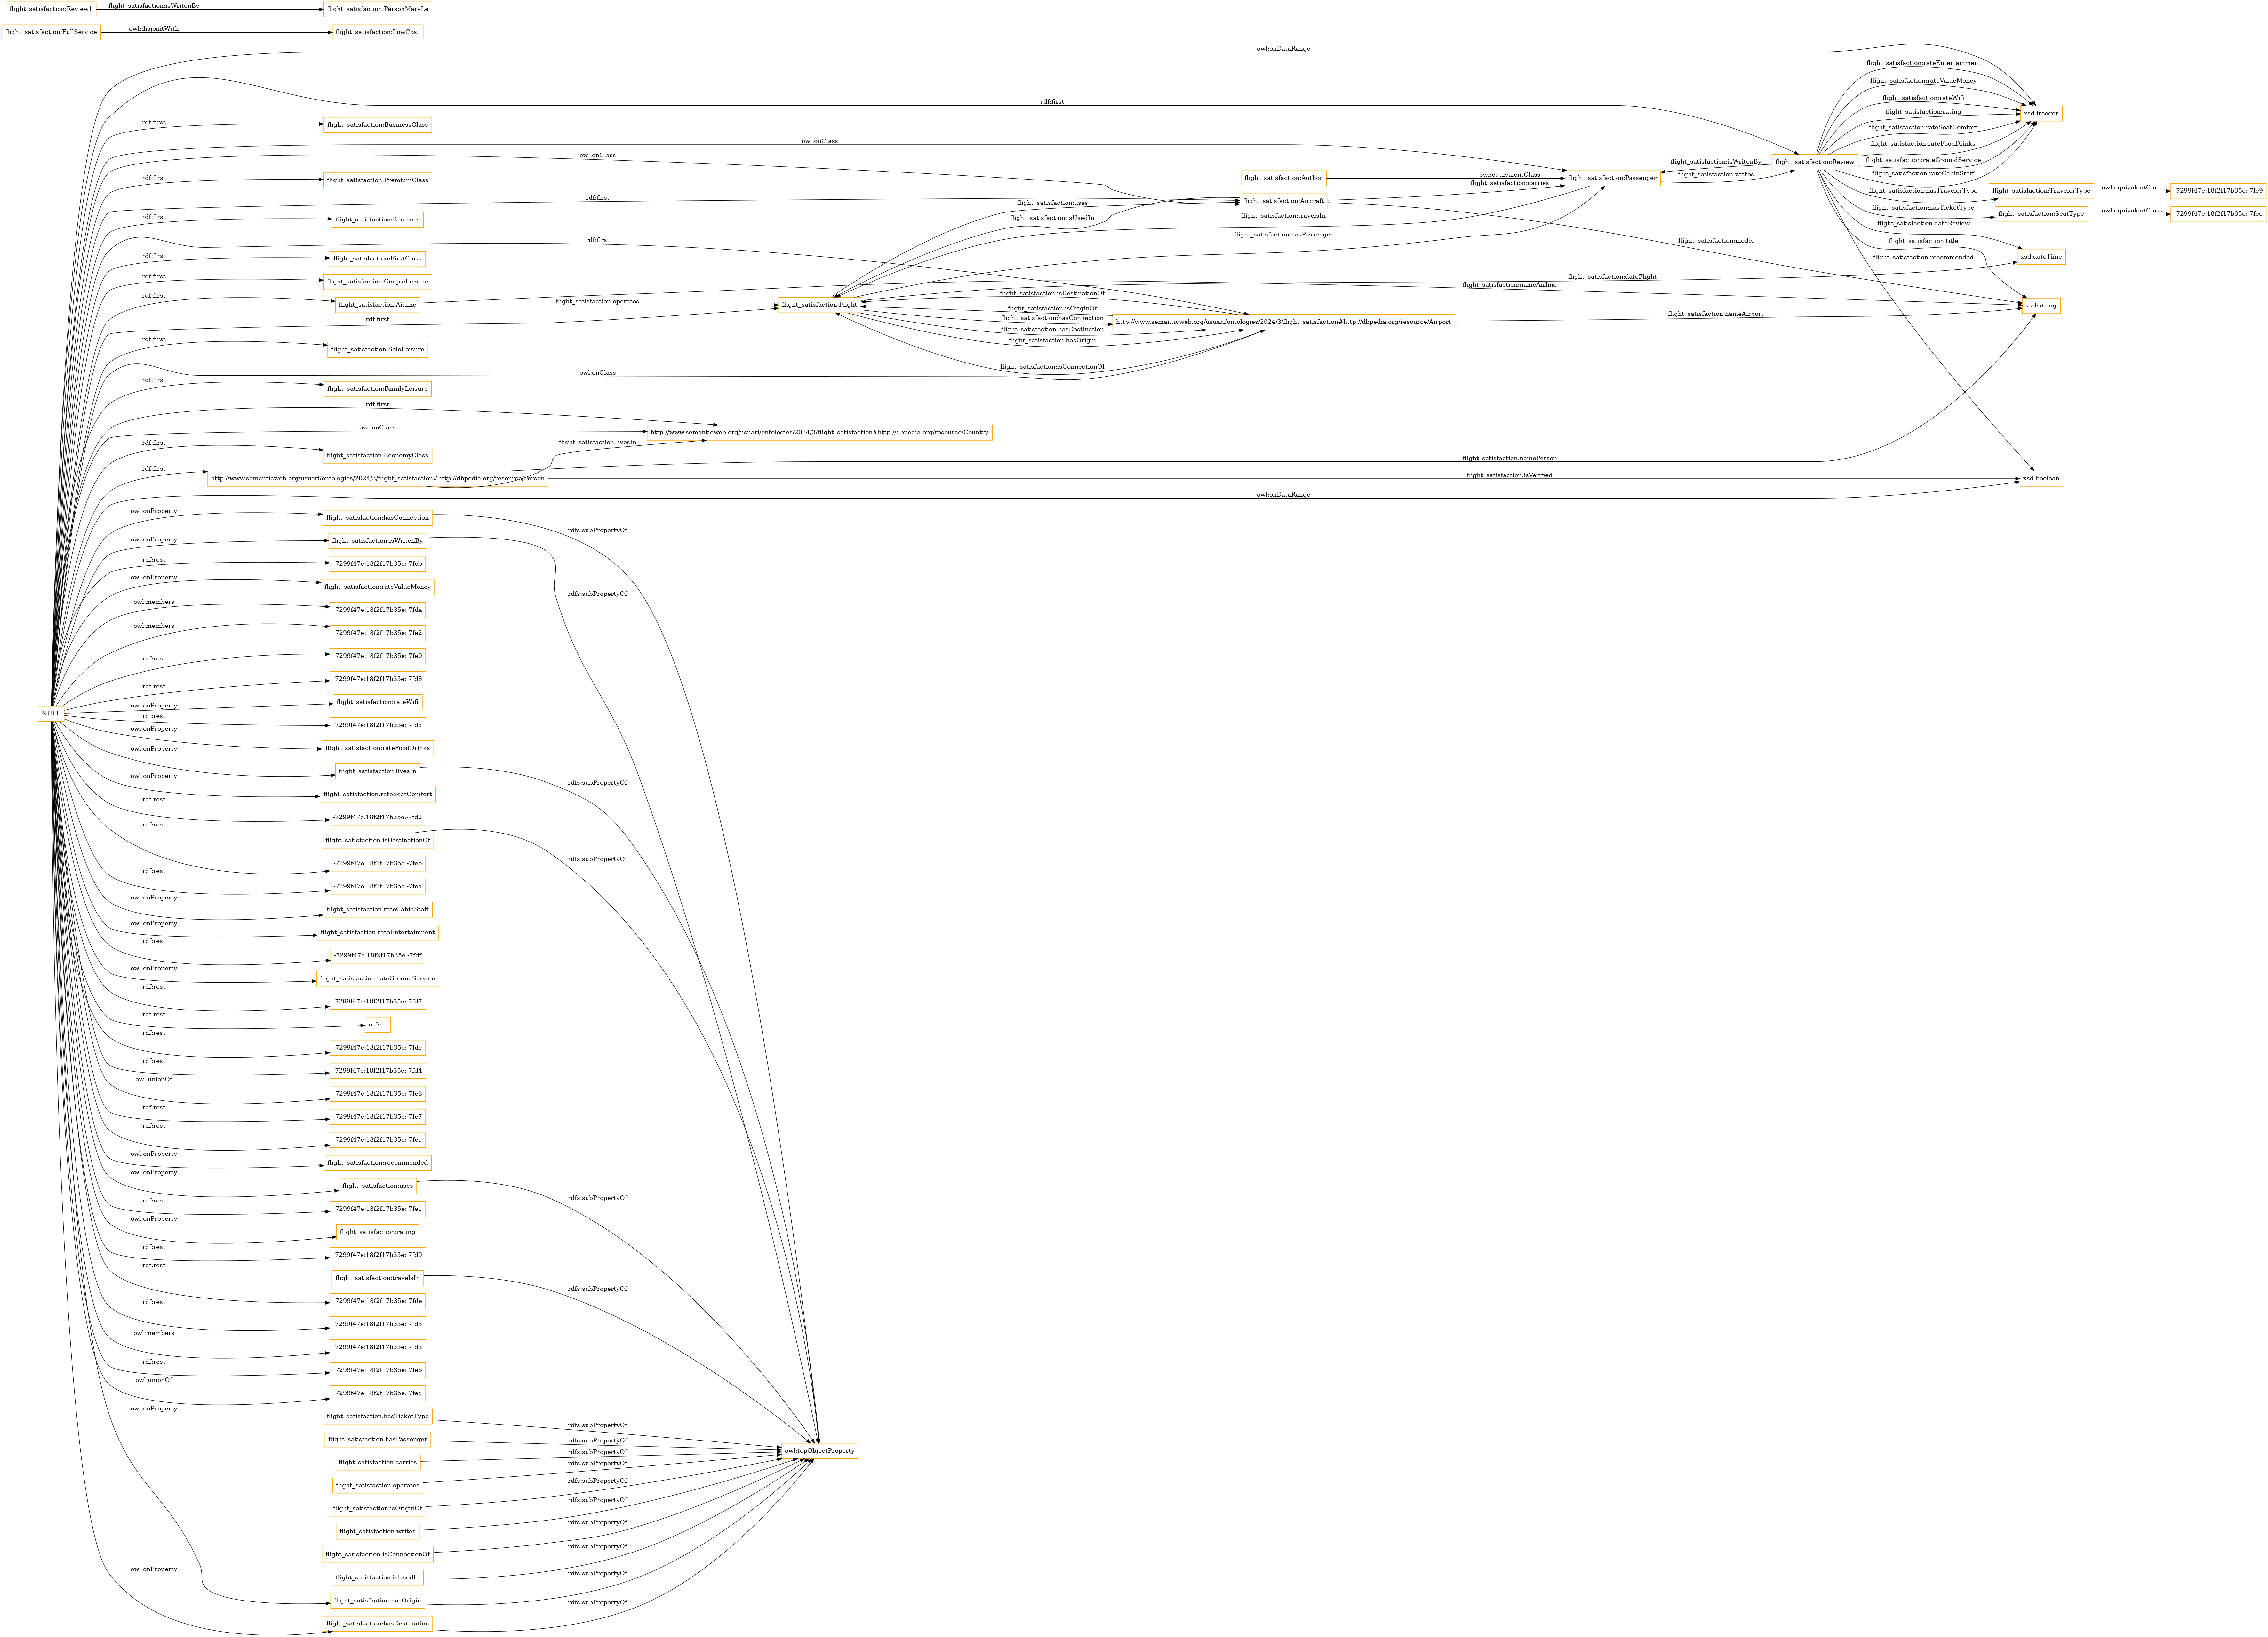 flight_satisfaction:Review1
flight_satisfaction:isWritenBy
flight_satisfaction:PersonMaryLe
flight_satisfaction:FullService
owl:disjointWith
flight_satisfaction:LowCost
owl:onDataRange
flight_satisfaction:rateEntertainment
flight_satisfaction:rateValueMoney
rdf:first
flight_satisfaction:rateWifi
flight_satisfaction:rating
xsd:integer
rdf:first
flight_satisfaction:BusinessClass
flight_satisfaction:rateSeatComfort
owl:onClass
flight_satisfaction:rateFoodDrinks
owl:onClass
flight_satisfaction:isWritenBy
flight_satisfaction:Review
flight_satisfaction:rateGroundService
flight_satisfaction:rateCabinStaff
rdf:first
flight_satisfaction:PremiumClass
flight_satisfaction:Author
owl:equivalentClass
flight_satisfaction:Passenger
flight_satisfaction:writes
flight_satisfaction:carries
flight_satisfaction:hasTravelerType
flight_satisfaction:TravelerType
owl:equivalentClass
-7299f47e:18f2f17b35e:-7fe9
rdf:first
flight_satisfaction:uses
flight_satisfaction:Aircraft
flight_satisfaction:hasTicketType
flight_satisfaction:SeatType
owl:equivalentClass
-7299f47e:18f2f17b35e:-7fee
rdf:first
flight_satisfaction:Business
flight_satisfaction:isUsedIn
flight_satisfaction:travelsIn
flight_satisfaction:dateReview
rdf:first
flight_satisfaction:hasPassenger
flight_satisfaction:model
flight_satisfaction:title
rdf:first
flight_satisfaction:FirstClass
flight_satisfaction:recommended
xsd:dateTime
rdf:first
flight_satisfaction:CoupleLeisure
flight_satisfaction:dateFlight
flight_satisfaction:nameAirline
rdf:first
flight_satisfaction:Airline
flight_satisfaction:operates
flight_satisfaction:Flight
flight_satisfaction:isDestinationOf
xsd:string
flight_satisfaction:isOriginOf
flight_satisfaction:hasConnection
http://www.semanticweb.org/usuari/ontologies/2024/3/flight_satisfaction#http://dbpedia.org/resource/Airport
flight_satisfaction:nameAirport
rdf:first
flight_satisfaction:hasDestination
flight_satisfaction:hasOrigin
rdf:first
flight_satisfaction:SoloLeisure
owl:onClass
flight_satisfaction:isConnectionOf
rdf:first
flight_satisfaction:FamilyLeisure
rdf:first
owl:onClass
http://www.semanticweb.org/usuari/ontologies/2024/3/flight_satisfaction#http://dbpedia.org/resource/Country
rdf:first
flight_satisfaction:EconomyClass
flight_satisfaction:livesIn
flight_satisfaction:namePerson
rdf:first
http://www.semanticweb.org/usuari/ontologies/2024/3/flight_satisfaction#http://dbpedia.org/resource/Person
flight_satisfaction:isVerified
xsd:boolean
owl:onDataRange
owl:onProperty
flight_satisfaction:hasConnection
rdfs:subPropertyOf
owl:onProperty
flight_satisfaction:isWritenBy
rdf:rest
-7299f47e:18f2f17b35e:-7feb
owl:onProperty
flight_satisfaction:rateValueMoney
rdfs:subPropertyOf
owl:members
-7299f47e:18f2f17b35e:-7fda
owl:members
-7299f47e:18f2f17b35e:-7fe2
rdf:rest
-7299f47e:18f2f17b35e:-7fe0
rdf:rest
-7299f47e:18f2f17b35e:-7fd8
owl:onProperty
flight_satisfaction:rateWifi
NULL
rdf:rest
-7299f47e:18f2f17b35e:-7fdd
owl:onProperty
flight_satisfaction:rateFoodDrinks
owl:onProperty
flight_satisfaction:livesIn
rdfs:subPropertyOf
owl:onProperty
flight_satisfaction:rateSeatComfort
rdf:rest
-7299f47e:18f2f17b35e:-7fd2
rdf:rest
flight_satisfaction:isDestinationOf
rdfs:subPropertyOf
-7299f47e:18f2f17b35e:-7fe5
rdf:rest
-7299f47e:18f2f17b35e:-7fea
owl:onProperty
flight_satisfaction:rateCabinStaff
owl:onProperty
flight_satisfaction:rateEntertainment
rdf:rest
-7299f47e:18f2f17b35e:-7fdf
owl:onProperty
flight_satisfaction:rateGroundService
rdf:rest
-7299f47e:18f2f17b35e:-7fd7
rdf:rest
rdf:nil
rdf:rest
-7299f47e:18f2f17b35e:-7fdc
rdf:rest
-7299f47e:18f2f17b35e:-7fd4
owl:unionOf
-7299f47e:18f2f17b35e:-7fe8
rdf:rest
-7299f47e:18f2f17b35e:-7fe7
rdf:rest
-7299f47e:18f2f17b35e:-7fec
owl:onProperty
flight_satisfaction:recommended
owl:onProperty
flight_satisfaction:uses
rdfs:subPropertyOf
rdf:rest
-7299f47e:18f2f17b35e:-7fe1
owl:onProperty
flight_satisfaction:rating
rdf:rest
-7299f47e:18f2f17b35e:-7fd9
rdf:rest
flight_satisfaction:travelsIn
rdfs:subPropertyOf
-7299f47e:18f2f17b35e:-7fde
rdf:rest
-7299f47e:18f2f17b35e:-7fd3
owl:members
-7299f47e:18f2f17b35e:-7fd5
rdf:rest
-7299f47e:18f2f17b35e:-7fe6
owl:unionOf
-7299f47e:18f2f17b35e:-7fed
owl:onProperty
flight_satisfaction:hasTicketType
rdfs:subPropertyOf
flight_satisfaction:hasPassenger
rdfs:subPropertyOf
owl:topObjectProperty
flight_satisfaction:carries
rdfs:subPropertyOf
flight_satisfaction:operates
rdfs:subPropertyOf
flight_satisfaction:isOriginOf
rdfs:subPropertyOf
flight_satisfaction:writes
rdfs:subPropertyOf
flight_satisfaction:isConnectionOf
rdfs:subPropertyOf
flight_satisfaction:isUsedIn
rdfs:subPropertyOf
owl:onProperty
flight_satisfaction:hasOrigin
rdfs:subPropertyOf
flight_satisfaction:hasDestination
rdfs:subPropertyOf